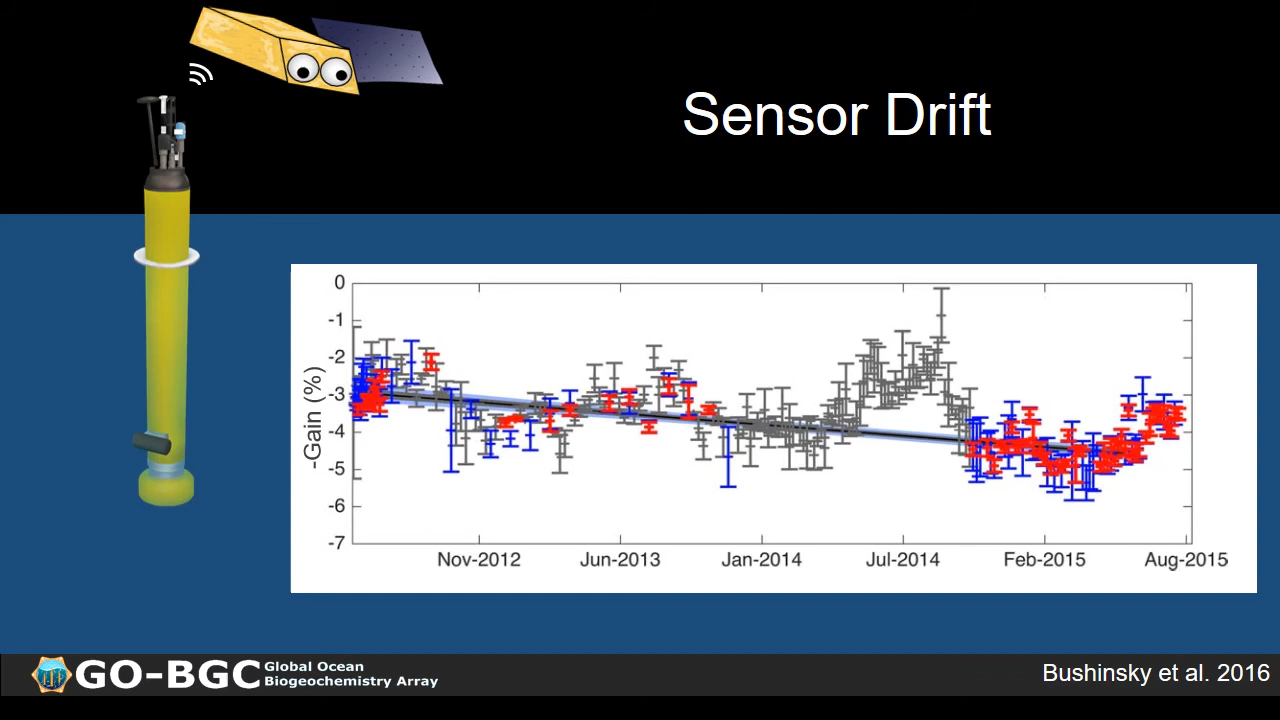 Sensor Drift
0
-1
-2
-3
-4
-5
-6
-7
-Gain (%)
Nov-2012 Jun-2013 Jan-2014 Jul-2014 Feb-2015 Aug-2015
GO-BGC Global Ocean
Biogeochemistry Array
Bushinsky et al. 2016